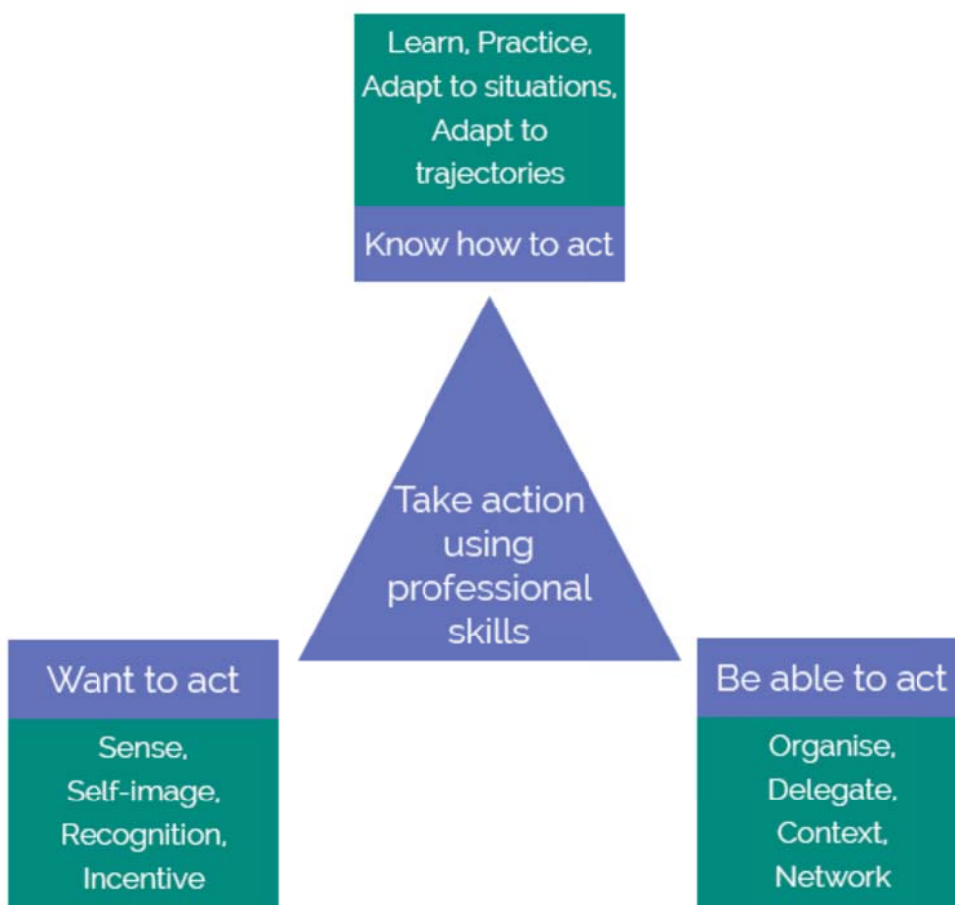 Learn, Practice,
Adapt to situations,
Adapt to
trajectories
Know how to act
Take action
using
professional
skills
Want to act
Sense,
Self-image,
Recognition,
Incentive
Be able to act
Organise,
Delegate,
Context,
Network